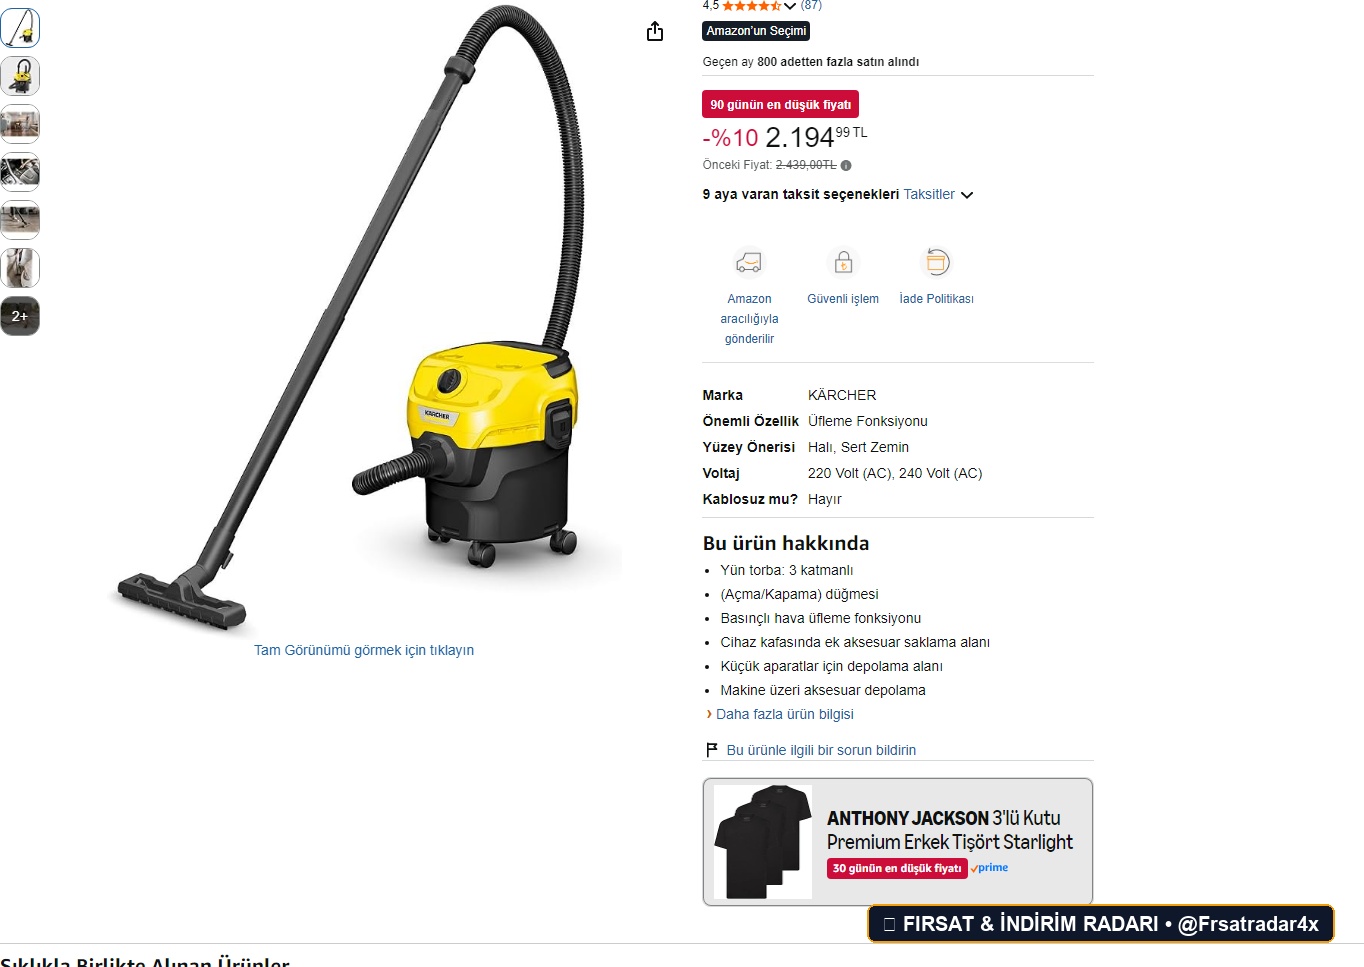 4,5 (87)
Amazon'un Seçimi
Geçen ay 800 adetten fazla satın alındı
90 günün en düşük fiyatı
-%10 2.194 99 TL
Önceki Fiyat: 2.439,00TL
9 aya varan taksit seçenekleri Taksitler
Amazon aracılığıyla gönderilir
Güvenli işlem
İade Politikası
Marka KÄRCHER
Önemli Özellik Üfleme Fonksiyonu
Yüzey Önerisi Halı, Sert Zemin
Voltaj 220 Volt (AC), 240 Volt (AC)
Kablosuz mu? Hayır
Bu ürün hakkında
• Yün torba: 3 katmanlı
• (Açma/Kapama) düğmesi
• Basınçlı hava üfleme fonksiyonu
• Cihaz kafasında ek aksesuar saklama alanı
• Küçük aparatlar için depolama alanı
• Makine üzeri aksesuar depolama
› Daha fazla ürün bilgisi
Bu ürünle ilgili bir sorun bildirin
2+
KÄRCHER
Tam Görünümü görmek için tıklayın
ANTHONY JACKSON 3'lü Kutu
Premium Erkek Tişört Starlight
30 günün en düşük fiyatı prime
FIRSAT & İNDİRİM RADARI • @Frsatradar4x
Sıklıkla Birlikte Alınan Ürünler